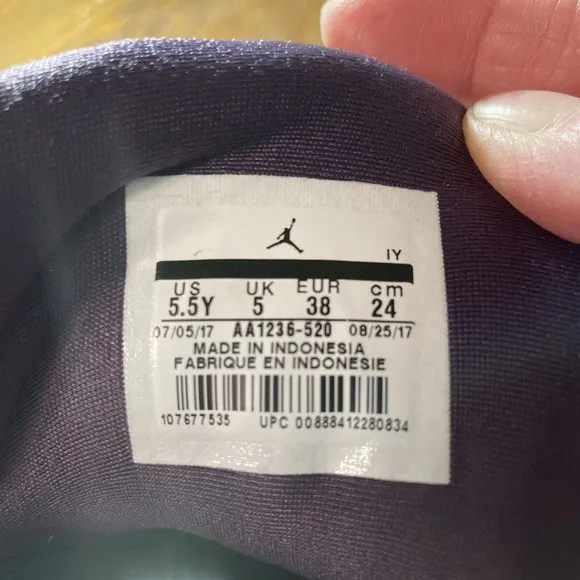 IY
US UK EUR cm
5.5Y 5 38 24
07/05/17 AA1236-520 08/25/17
MADE IN INDONESIA
FABRIQUE EN INDONESIE
107677535 UPC 00888412280834